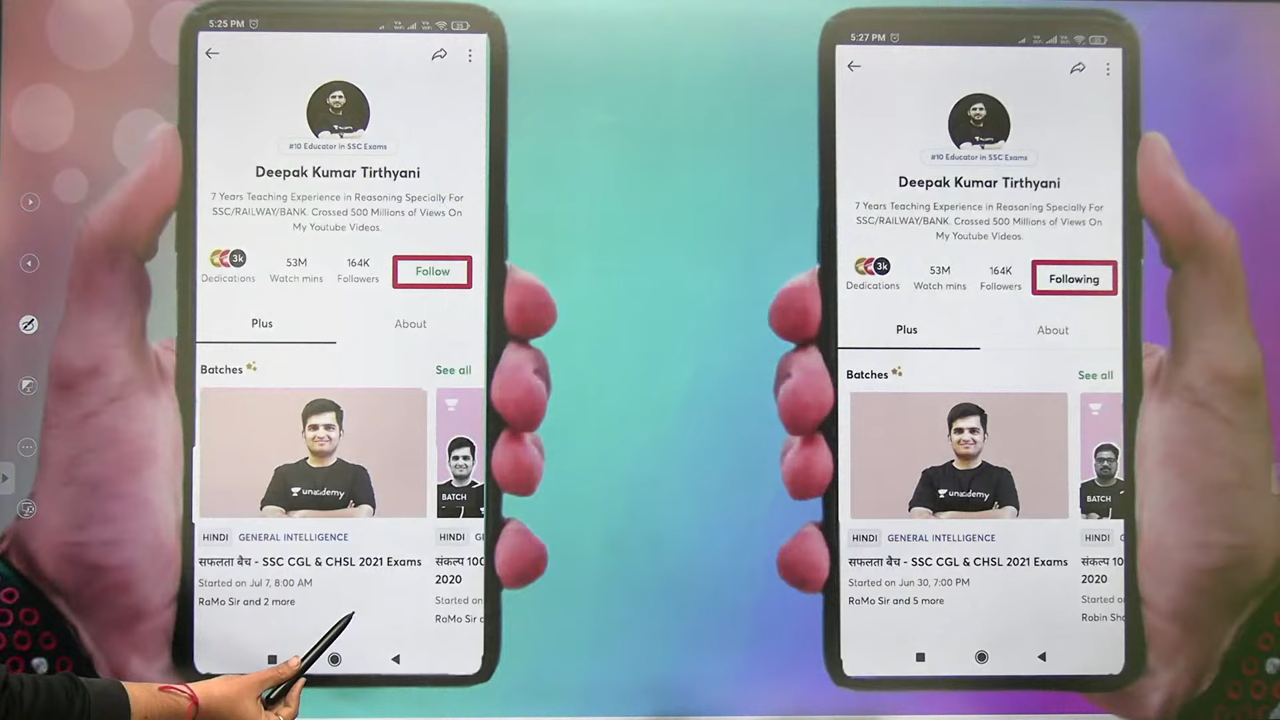 5:25 PM
#10 Educator in SSC Exams
Deepak Kumar Tirthyani
7 Years Teaching Experience in Reasoning Specially For
SSC/RAILWAY/BANK. Crossed 500 Millions of Views On
My Youtube Videos.
3k
53M
164K
Follow
Dedications
Watch mins
Followers
Plus
About
Batches
See all
unacademy
BATCH
HINDI GENERAL INTELLIGENCE
HINDI
सफलता बैच - SSC CGL & CHSL 2021 Exams
संकल्प
2020
Started on Jul 7, 8:00 AM
Started on
RaMo Sir and 2 more
RaMo Sir
5:27 PM
#10 Educator in SSC Exams
Deepak Kumar Tirthyani
7 Years Teaching Experience in Reasoning Specially For
SSC/RAILWAY/BANK. Crossed 500 Millions of Views On
My Youtube Videos.
3k
53M
164K
Following
Dedications
Watch mins
Followers
Plus
About
Batches
See all
unacademy
BATCH
HINDI GENERAL INTELLIGENCE
HINDI
सफलता बैच - SSC CGL & CHSL 2021 Exams
संकल्प
2020
Started on Jun 30, 7:00 PM
Started
RaMo Sir and 5 more
Robin